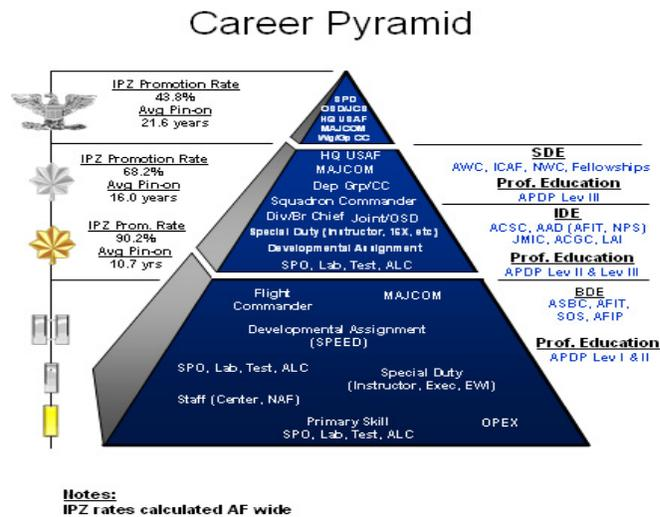 Career Pyramid
IPZ Promotion Rate
43.8%
Avg Pin-on
21.6 years
SPO
OSD/JCS
HQ USAF
MAJCOM
Wg/Gp CC
IPZ Promotion Rate
68.2%
Avg Pin-on
16.0 years
IPZ Prom. Rate
90.2%
Avg Pin-on
10.7 yrs
HQ USAF
MAJCOM
Dep Grp/CC
Squadron Commander
Div/Br Chief Joint/OSD
Special Duty (Instructor, 16X, etc)
Developmental Assignment
SPO, Lab, Test, ALC
SDE
AWC, ICAF, NWC, Fellowships
Prof. Education
APDP Lev III
IDE
ACSC, AAD (AFIT, NPS)
JMIC, ACGC, LAI
Prof. Education
APDP Lev II & Lev III
BDE
ASBC, AFIT,
SOS, AFIP
Prof. Education
APDP Lev I & II
Flight
Commander
MAJCOM
Developmental Assignment
(SPEED)
SPO, Lab, Test, ALC
Special Duty
(Instructor, Exec, EWI)
Staff (Center, NAF)
Primary Skill
SPO, Lab, Test, ALC
OPEX
Notes:
IPZ rates calculated AF wide